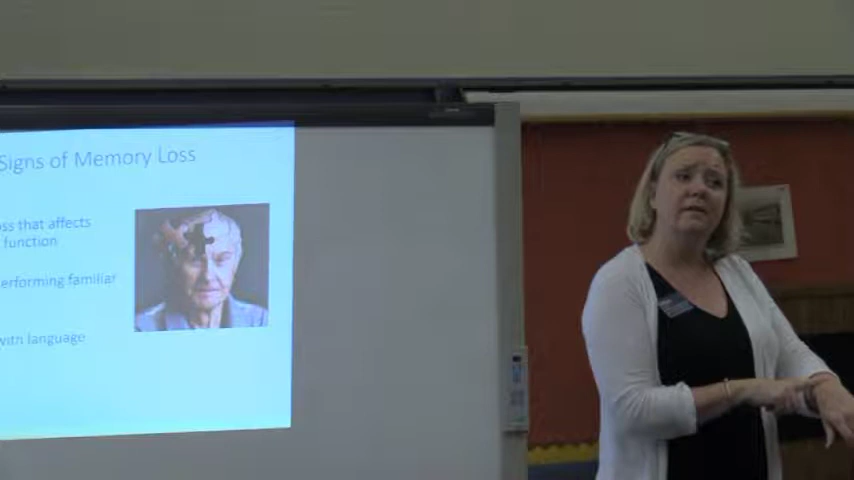 Signs of Memory Loss
oss that affects
function
erforming familiar
with language